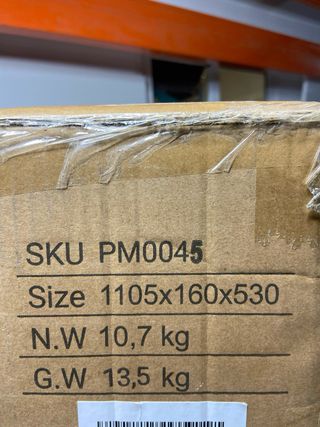 SKU PM0045
Size 1105x160x530
N.W 10,7 kg
G.W 13,5 kg